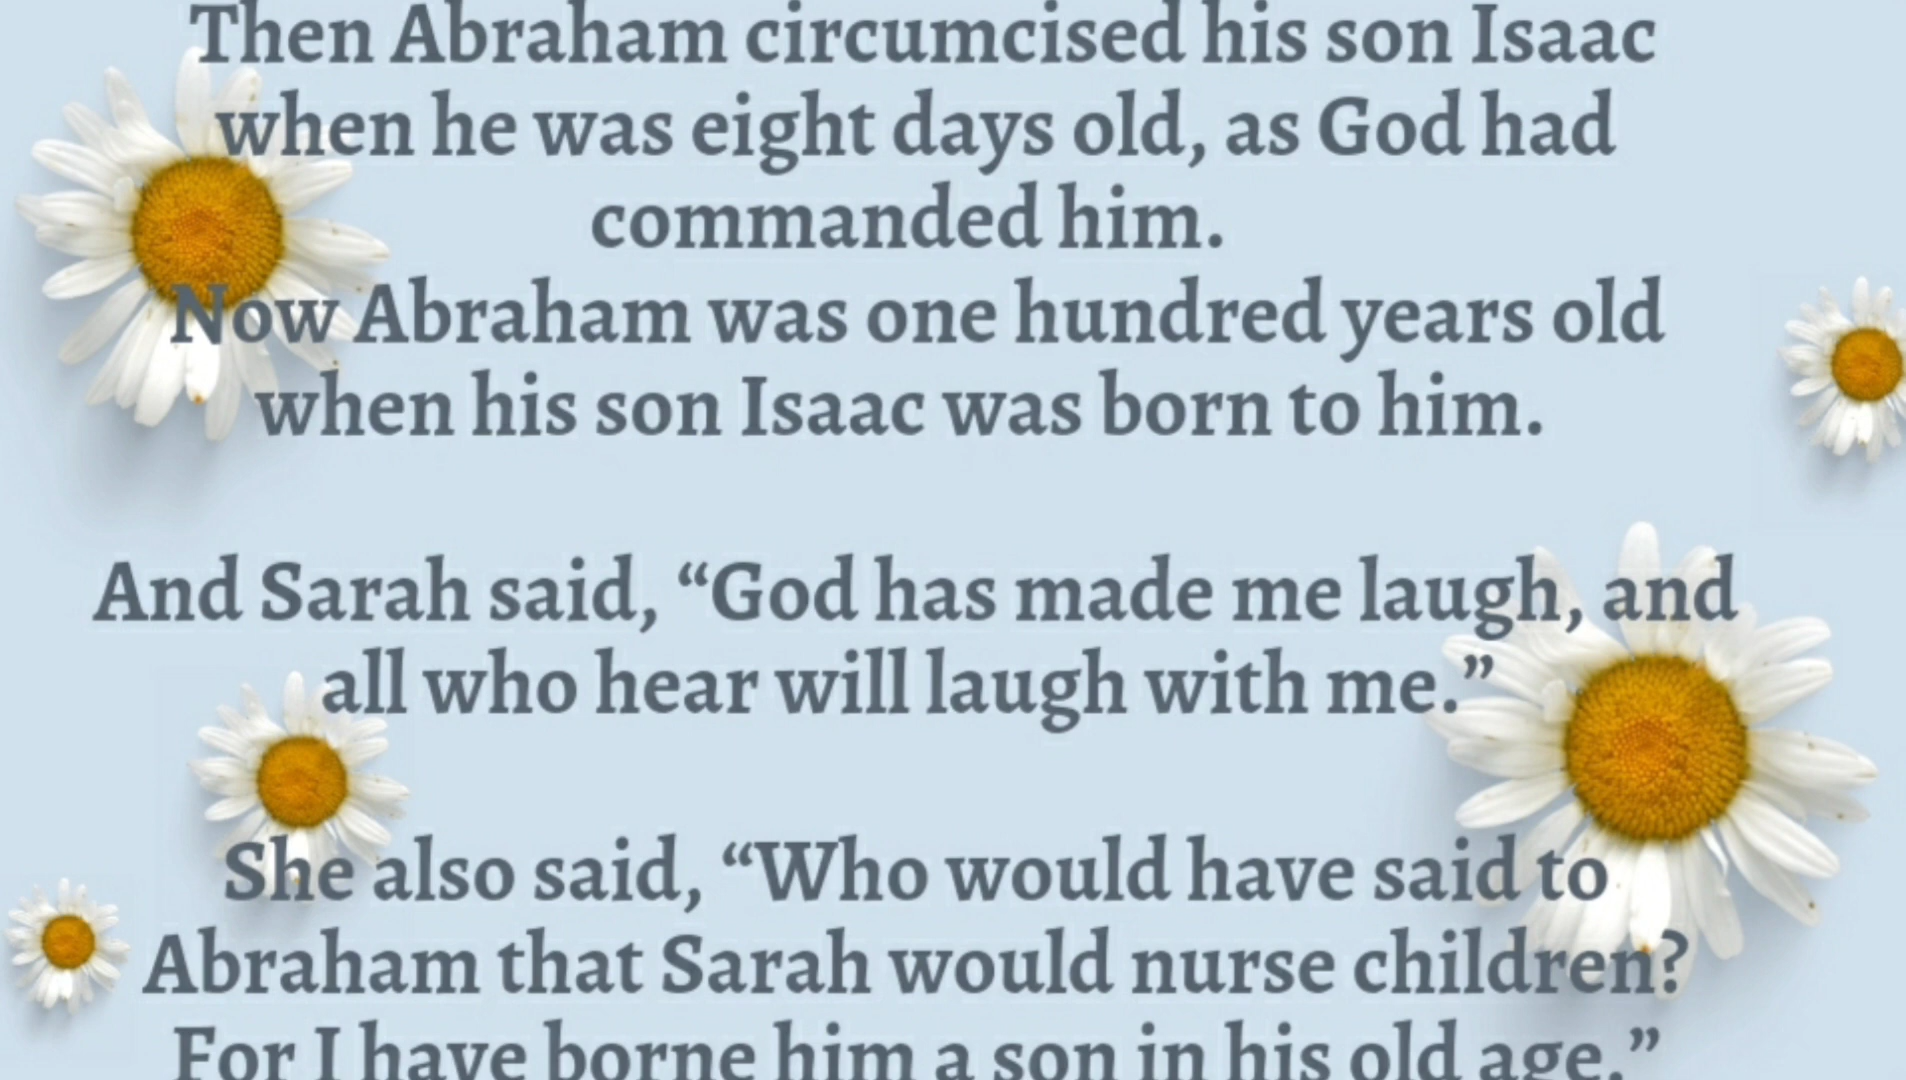 Then Abraham circumcised his son Isaac
when he was eight days old, as God had
commanded him.
Now Abraham was one hundred years old
when his son Isaac was born to him.
And Sarah said, “God has made me laugh, and
all who hear will laugh with me.”
She also said, “Who would have said to
Abraham that Sarah would nurse children?
For I have borne him a son in his old age.”